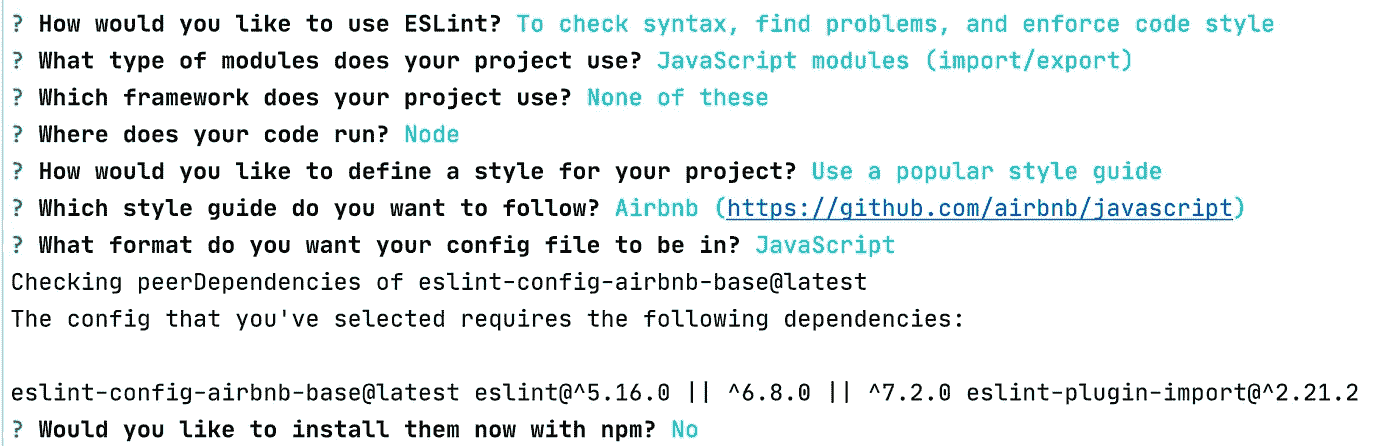 ? How would you like to use ESLint? To check syntax, find problems, and enforce code style
? What type of modules does your project use? JavaScript modules (import/export)
? Which framework does your project use? None of these
? Where does your code run? Node
? How would you like to define a style for your project? Use a popular style guide
? Which style guide do you want to follow? Airbnb (https://github.com/airbnb/javascript)
? What format do you want your config file to be in? JavaScript
Checking peerDependencies of eslint-config-airbnb-base@latest
The config that you've selected requires the following dependencies:
eslint-config-airbnb-base@latest eslint@^5.16.0 || ^6.8.0 || ^7.2.0 eslint-plugin-import@^2.21.2
? Would you like to install them now with npm? No